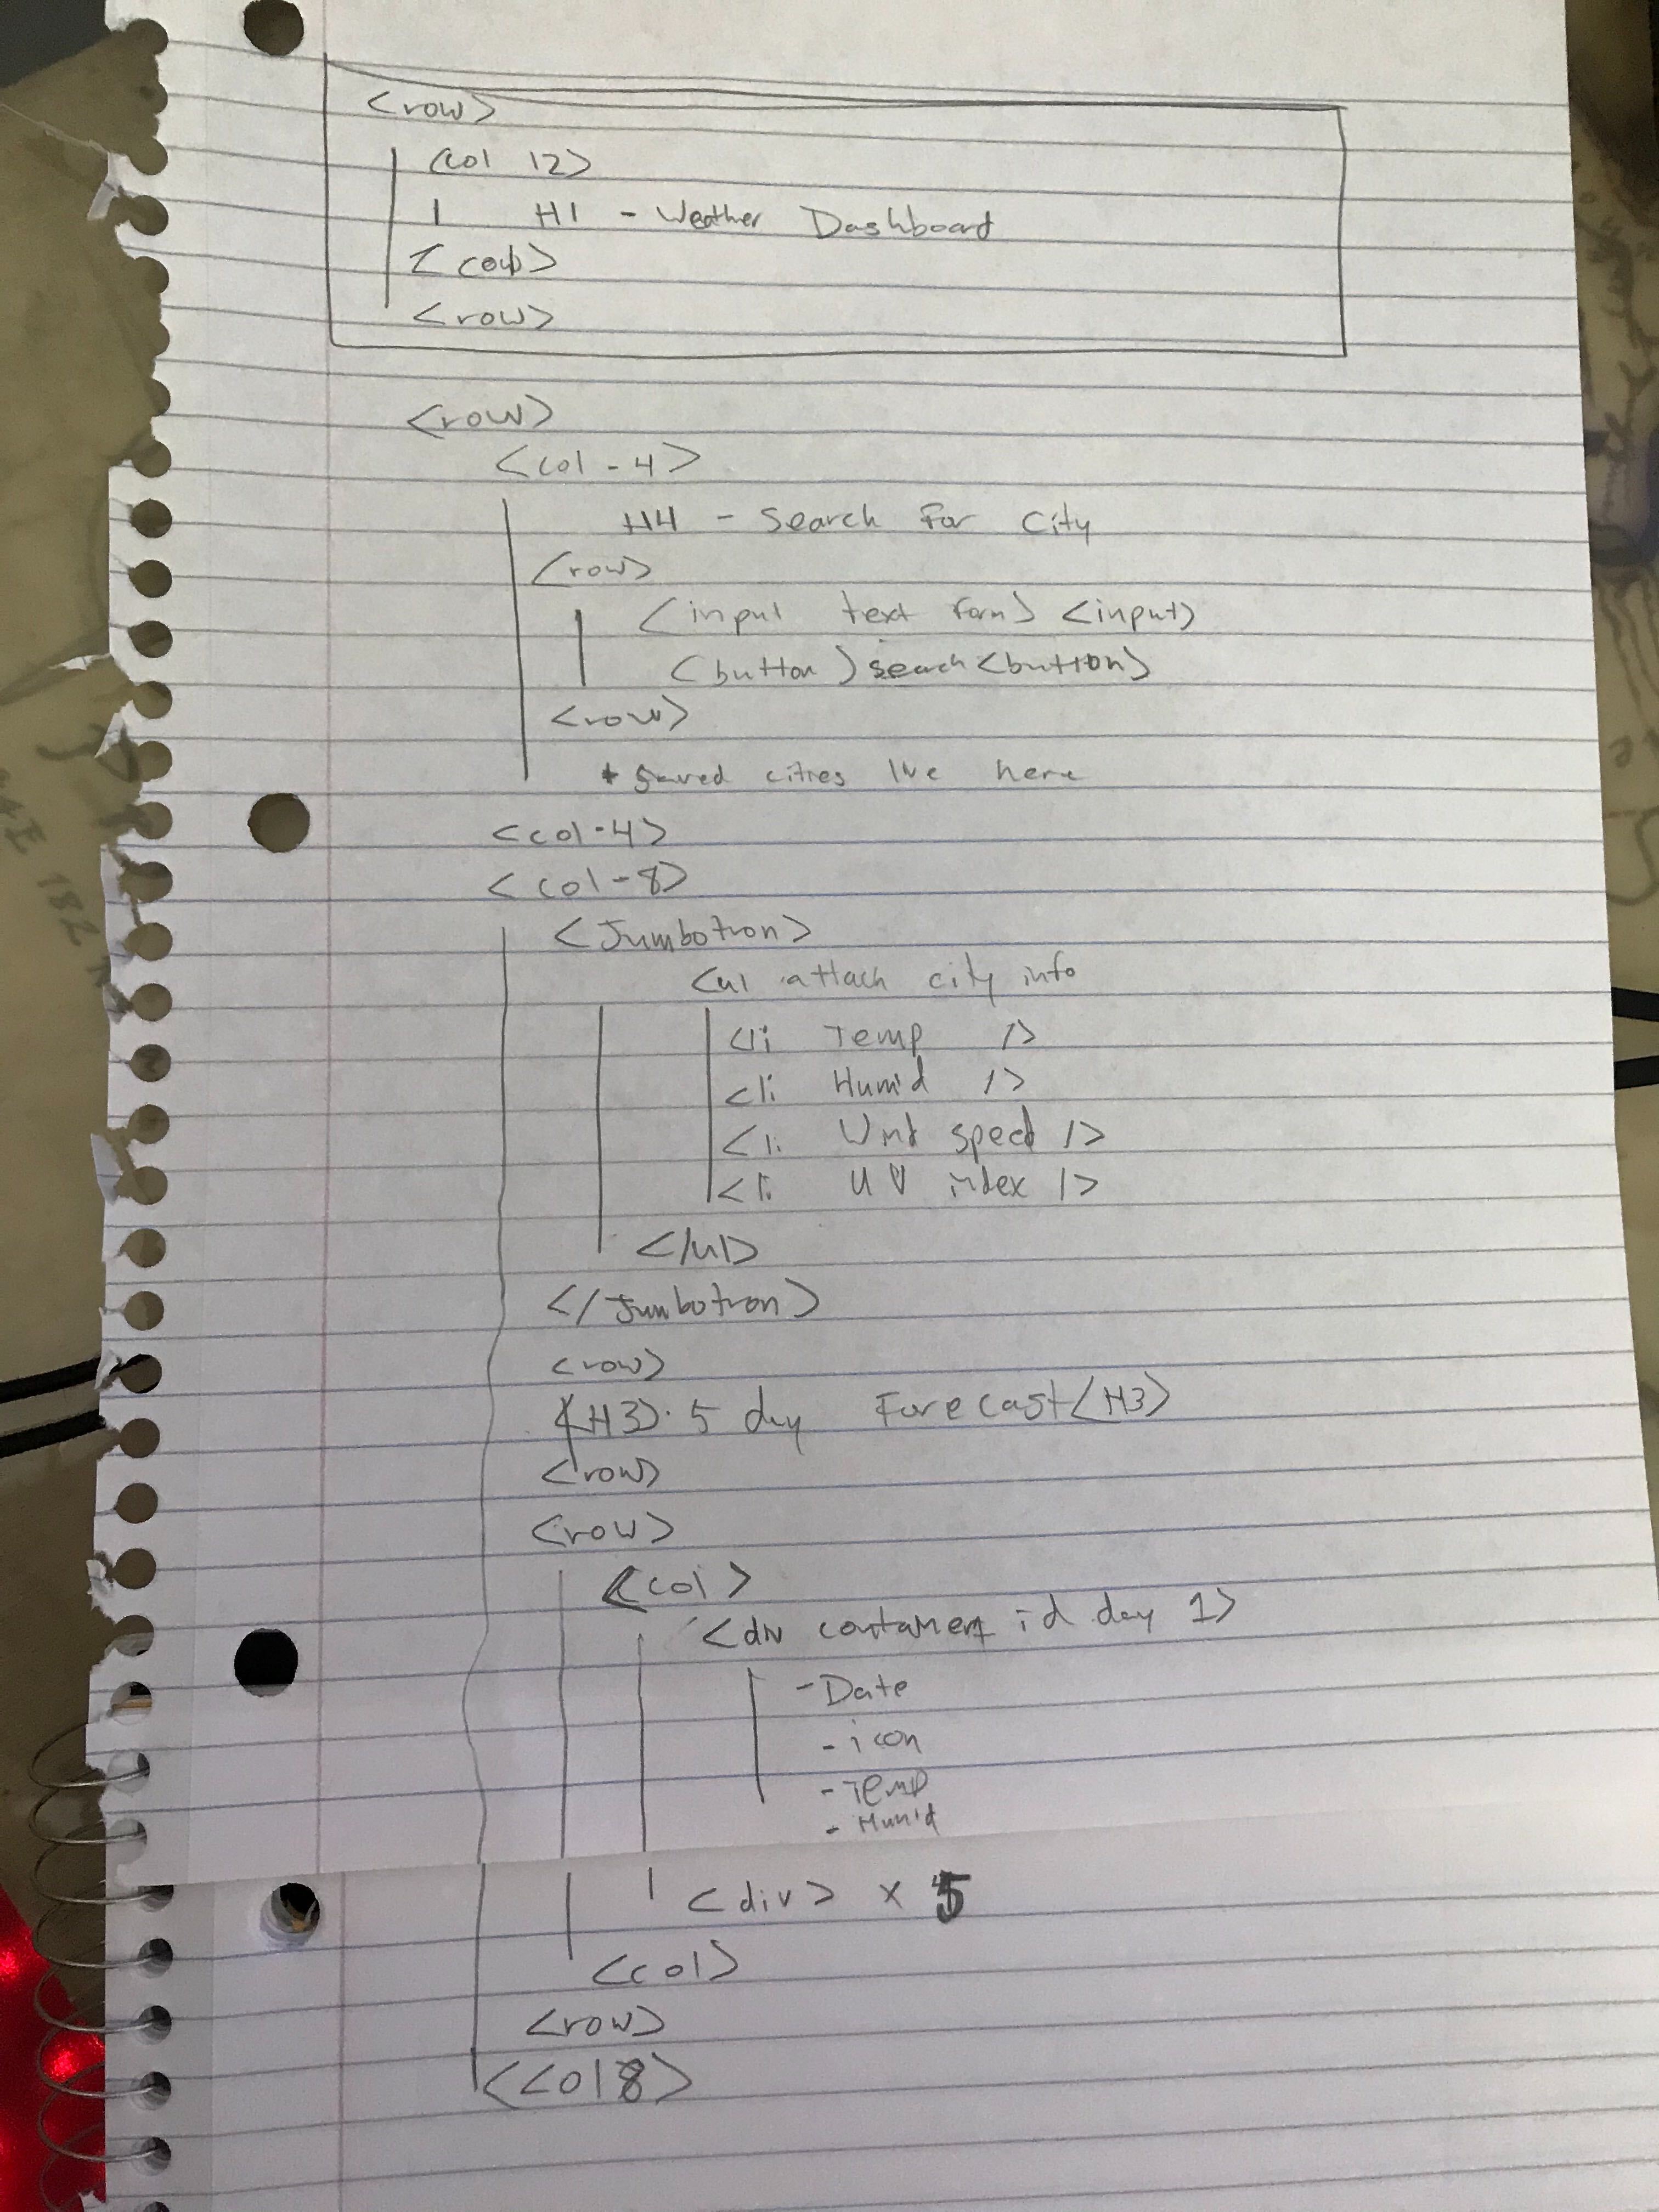 <row>
<col 12>
H1 - Weather Dashboard
<col>
<row>
<row>
<col - 4>
H4 - Search For City
<row>
<input text form> <input>
<button> search <button>
<row>
* saved cities live here
<col - 4>
<col - 8>
<Jumbotron>
<ul attach city info
<li Temp />
<li Humid />
<li Wind speed />
<li UV index />
</ul>
</Jumbotron>
<row>
<H3> 5 day Forecast <H3>
<row>
<row>
<col>
<div container id day 1>
- Date
- icon
- Temp
- Humid
<div> x 5
<col>
<row>
<col 8>